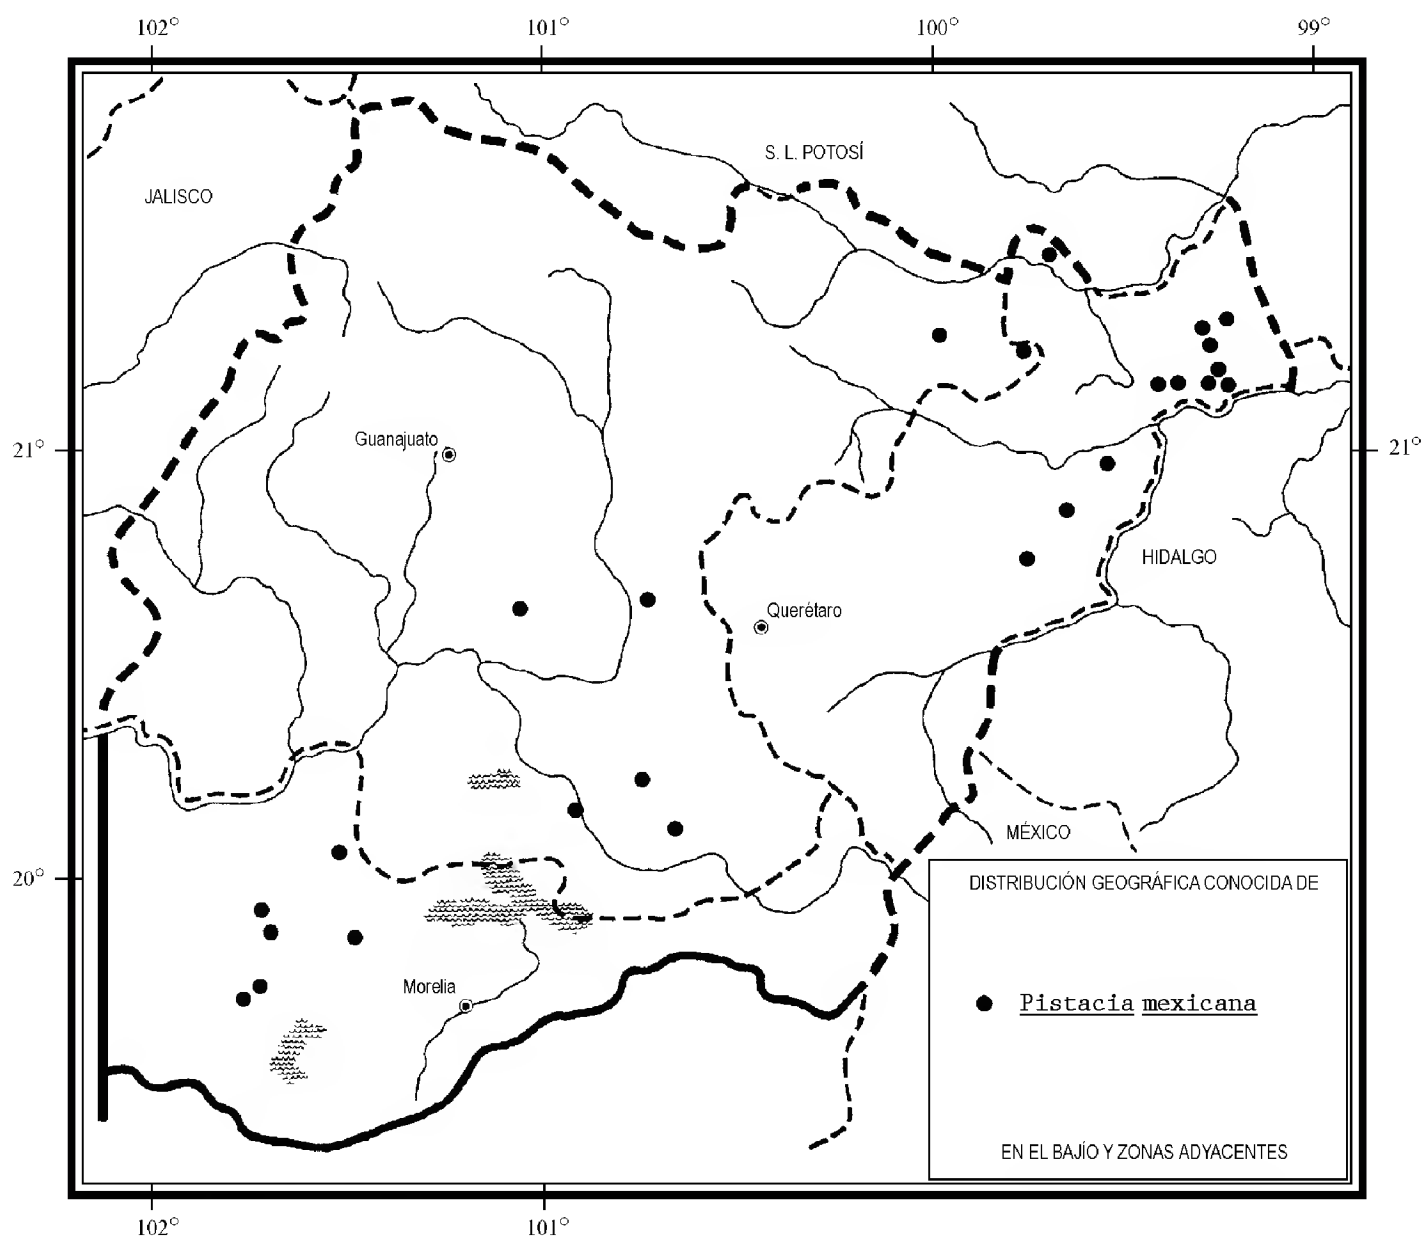 102° 101° 100° 99°
S. L. POTOSÍ
JALISCO
Guanajuato
21° 21°
HIDALGO
Querétaro
MÉXICO
20°
DISTRIBUCIÓN GEOGRÁFICA CONOCIDA DE
Morelia
Pistacia mexicana
EN EL BAJÍO Y ZONAS ADYACENTES
102° 101°